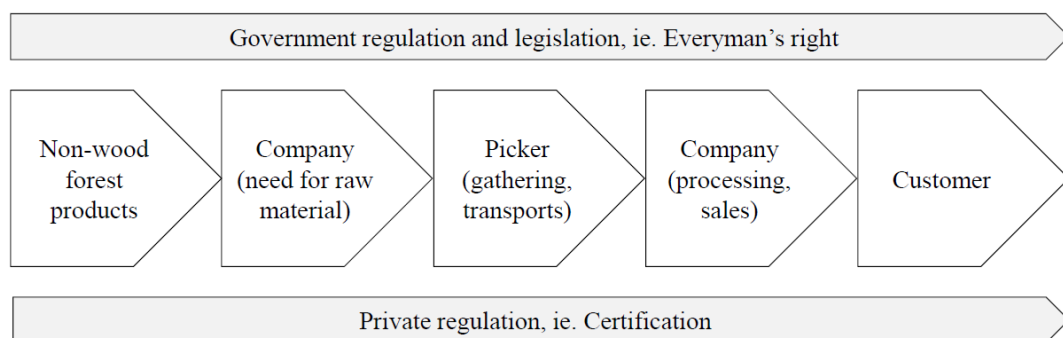 Government regulation and legislation, ie. Everyman’s right
Non-wood
forest
products
Company
(need for raw
material)
Picker
(gathering,
transports)
Company
(processing,
sales)
Customer
Private regulation, ie. Certification